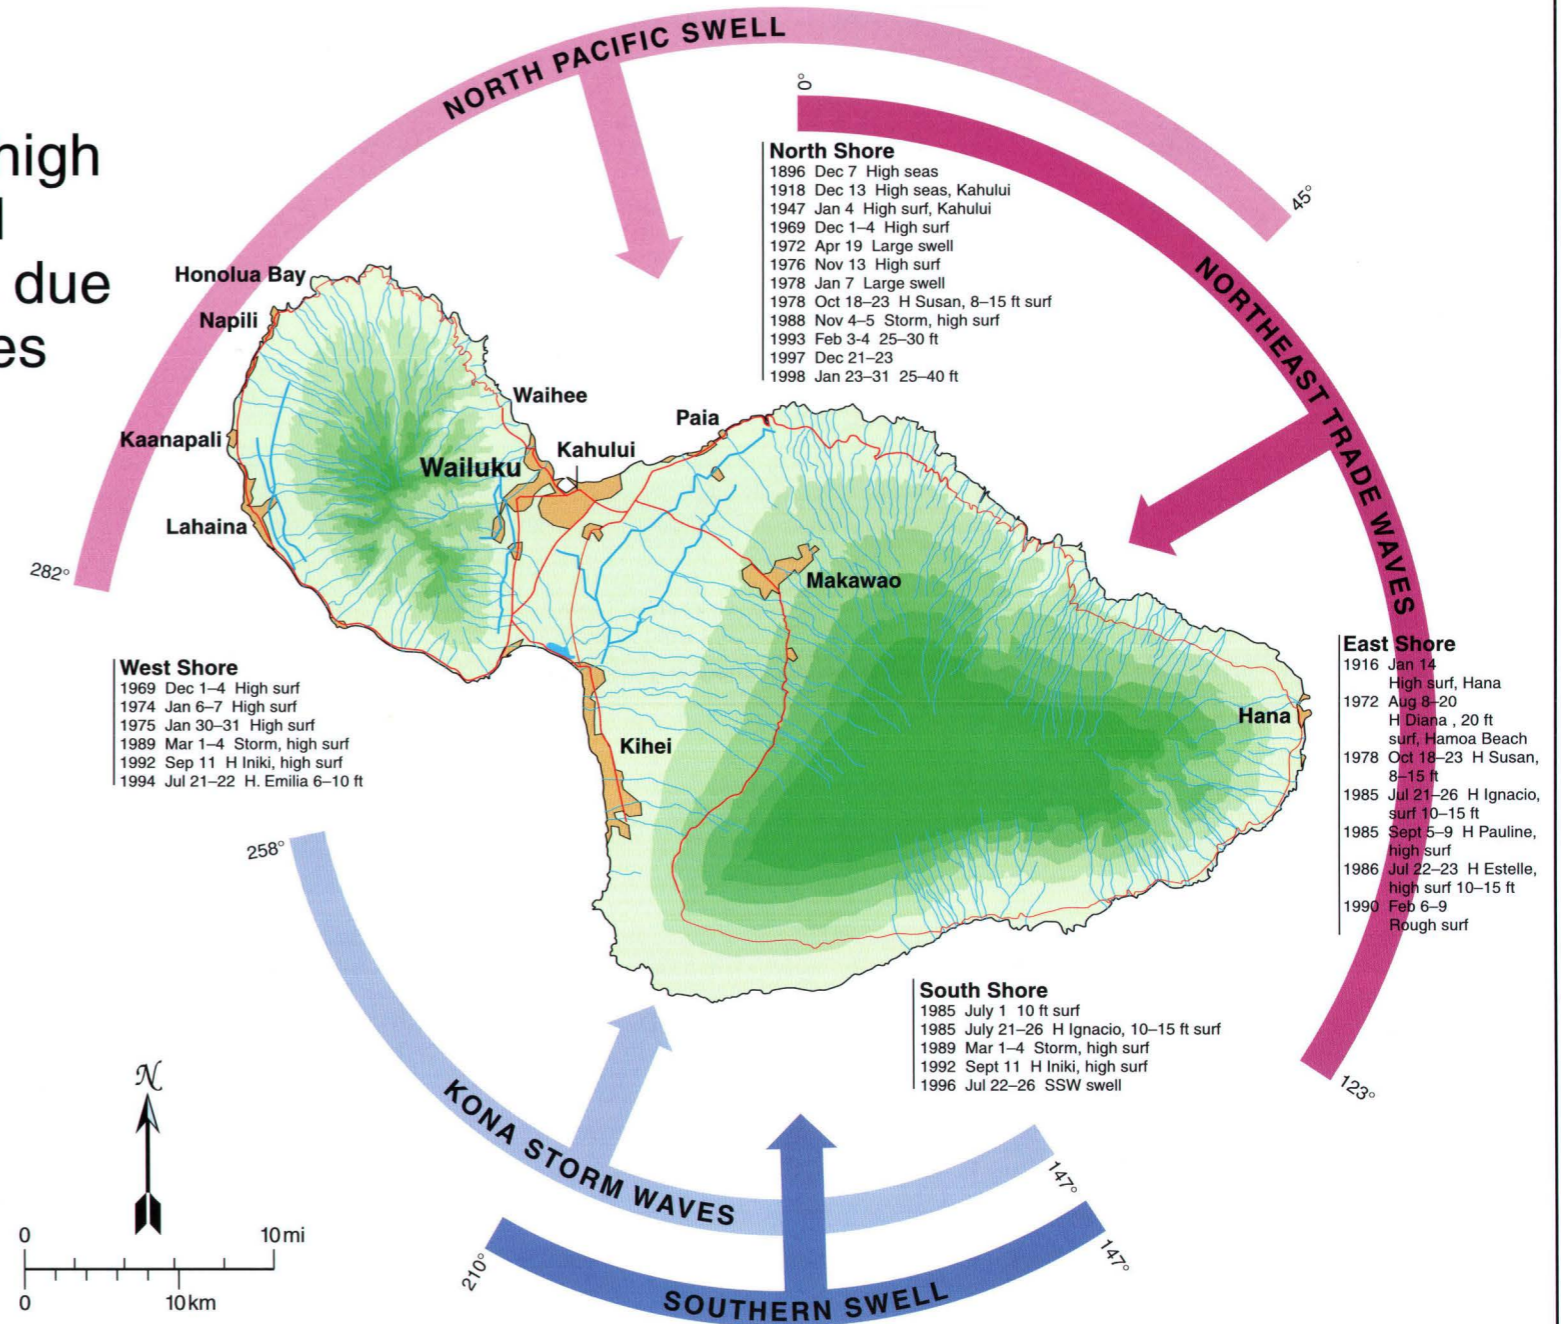 high
due
es
NORTH PACIFIC SWELL
0°
45°
North Shore
1896 Dec 7 High seas
1918 Dec 13 High seas, Kahului
1947 Jan 4 High surf, Kahului
1969 Dec 1–4 High surf
1972 Apr 19 Large swell
1976 Nov 13 High surf
1978 Jan 7 Large swell
1978 Oct 18–23 H Susan, 8–15 ft surf
1988 Nov 4–5 Storm, high surf
1993 Feb 3-4 25–30 ft
1997 Dec 21–23
1998 Jan 23–31 25–40 ft
NORTHEAST TRADE WAVES
Honolua Bay
Napili
Waihee
Kaanapali
Paia
Kahului
Wailuku
Lahaina
282°
Makawao
West Shore
1969 Dec 1–4 High surf
1974 Jan 6–7 High surf
1975 Jan 30–31 High surf
1989 Mar 1–4 Storm, high surf
1992 Sep 11 H Iniki, high surf
1994 Jul 21–22 H. Emilia 6–10 ft
Kihei
Hana
East Shore
1916 Jan 14
High surf, Hana
1972 Aug 8–20
H Diana , 20 ft
surf, Hamoa Beach
1978 Oct 18–23 H Susan,
8–15 ft
1985 Jul 21–26 H Ignacio,
surf 10–15 ft
1985 Sept 5–9 H Pauline,
high surf
1986 Jul 22–23 H Estelle,
high surf 10–15 ft
1990 Feb 6–9
Rough surf
258°
South Shore
1985 July 1 10 ft surf
1985 July 21–26 H Ignacio, 10–15 ft surf
1989 Mar 1–4 Storm, high surf
1992 Sept 11 H Iniki, high surf
1996 Jul 22–26 SSW swell
123°
N
KONA STORM WAVES
147°
0 10 mi
0 10 km
210°
147°
SOUTHERN SWELL